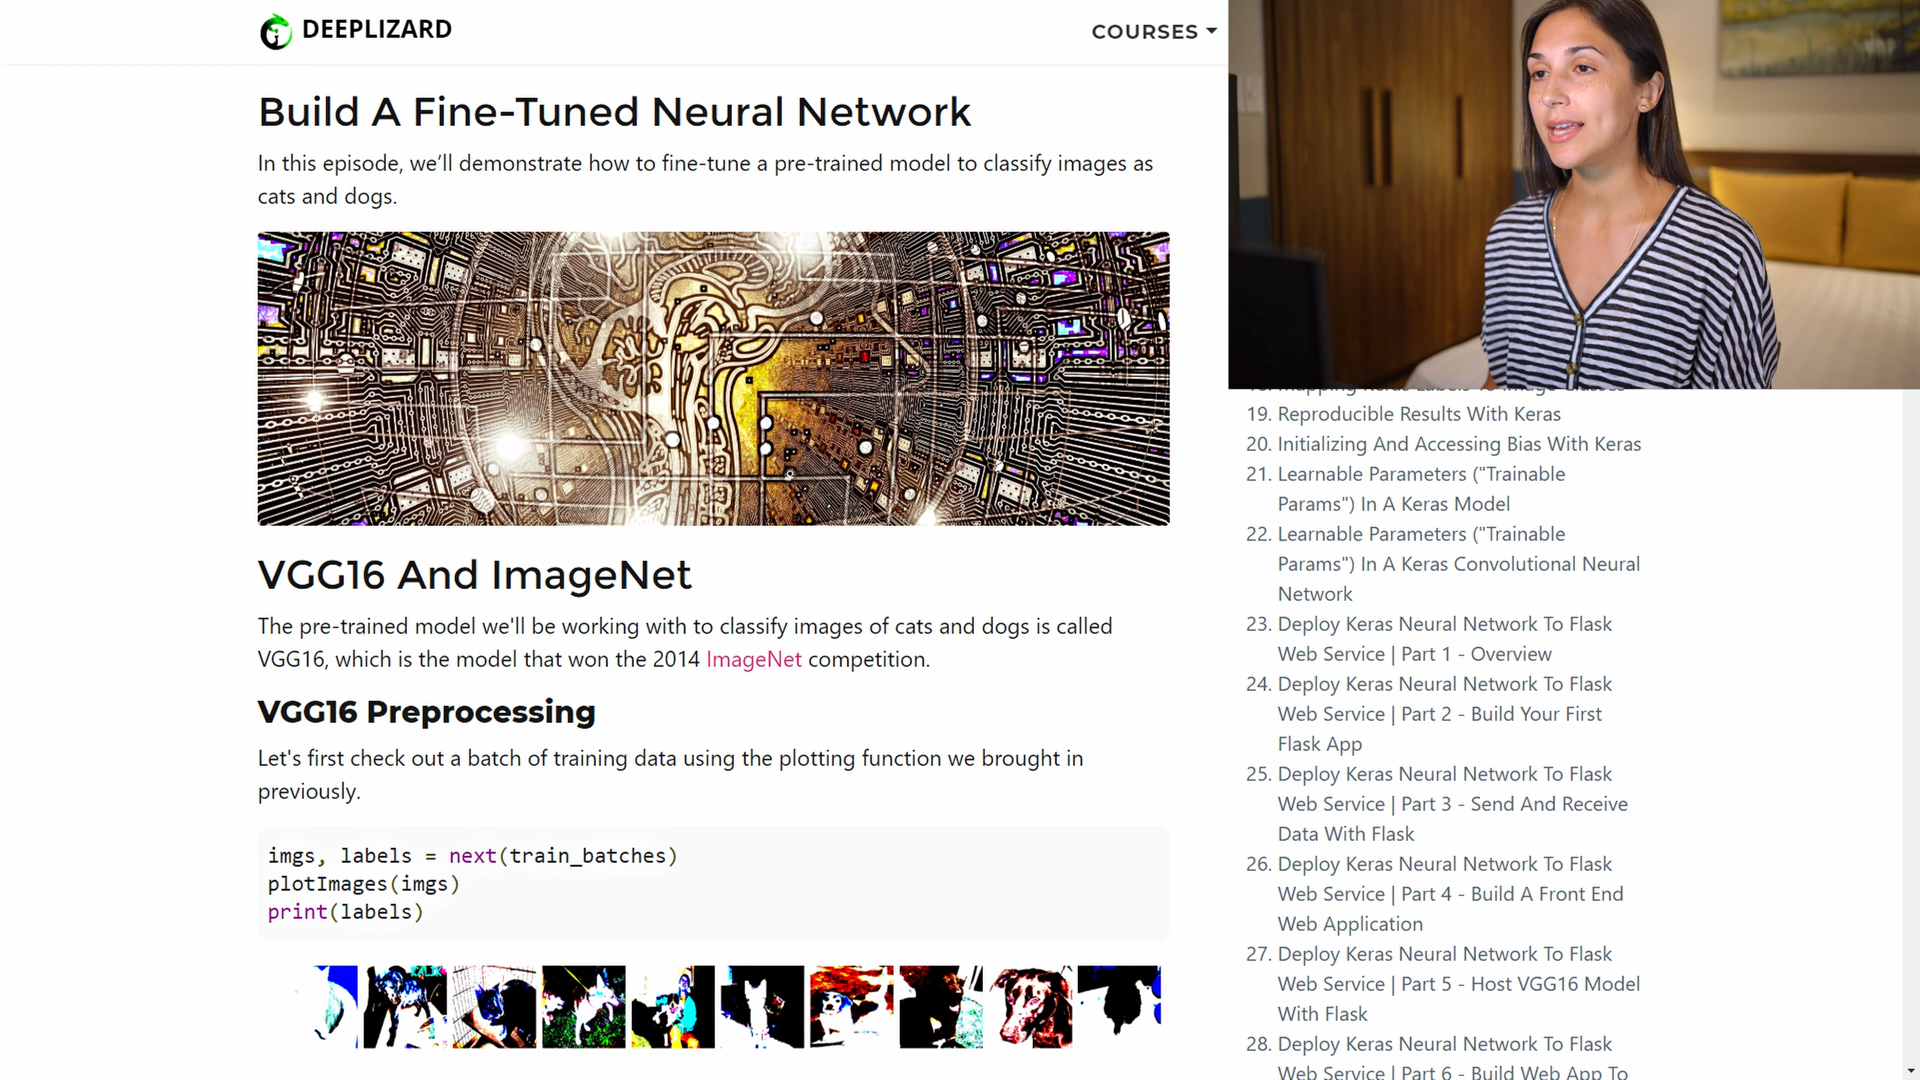 DEEPLIZARD
COURSES
Build A Fine-Tuned Neural Network
In this episode, we’ll demonstrate how to fine-tune a pre-trained model to classify images as
cats and dogs.
VGG16 And ImageNet
The pre-trained model we'll be working with to classify images of cats and dogs is called
VGG16, which is the model that won the 2014 ImageNet competition.
VGG16 Preprocessing
Let's first check out a batch of training data using the plotting function we brought in
previously.
imgs, labels = next(train_batches)
plotImages(imgs)
print(labels)
19. Reproducible Results With Keras
20. Initializing And Accessing Bias With Keras
21. Learnable Parameters ("Trainable
Params") In A Keras Model
22. Learnable Parameters ("Trainable
Params") In A Keras Convolutional Neural
Network
23. Deploy Keras Neural Network To Flask
Web Service | Part 1 - Overview
24. Deploy Keras Neural Network To Flask
Web Service | Part 2 - Build Your First
Flask App
25. Deploy Keras Neural Network To Flask
Web Service | Part 3 - Send And Receive
Data With Flask
26. Deploy Keras Neural Network To Flask
Web Service | Part 4 - Build A Front End
Web Application
27. Deploy Keras Neural Network To Flask
Web Service | Part 5 - Host VGG16 Model
With Flask
28. Deploy Keras Neural Network To Flask
Web Service | Part 6 - Build Web App To